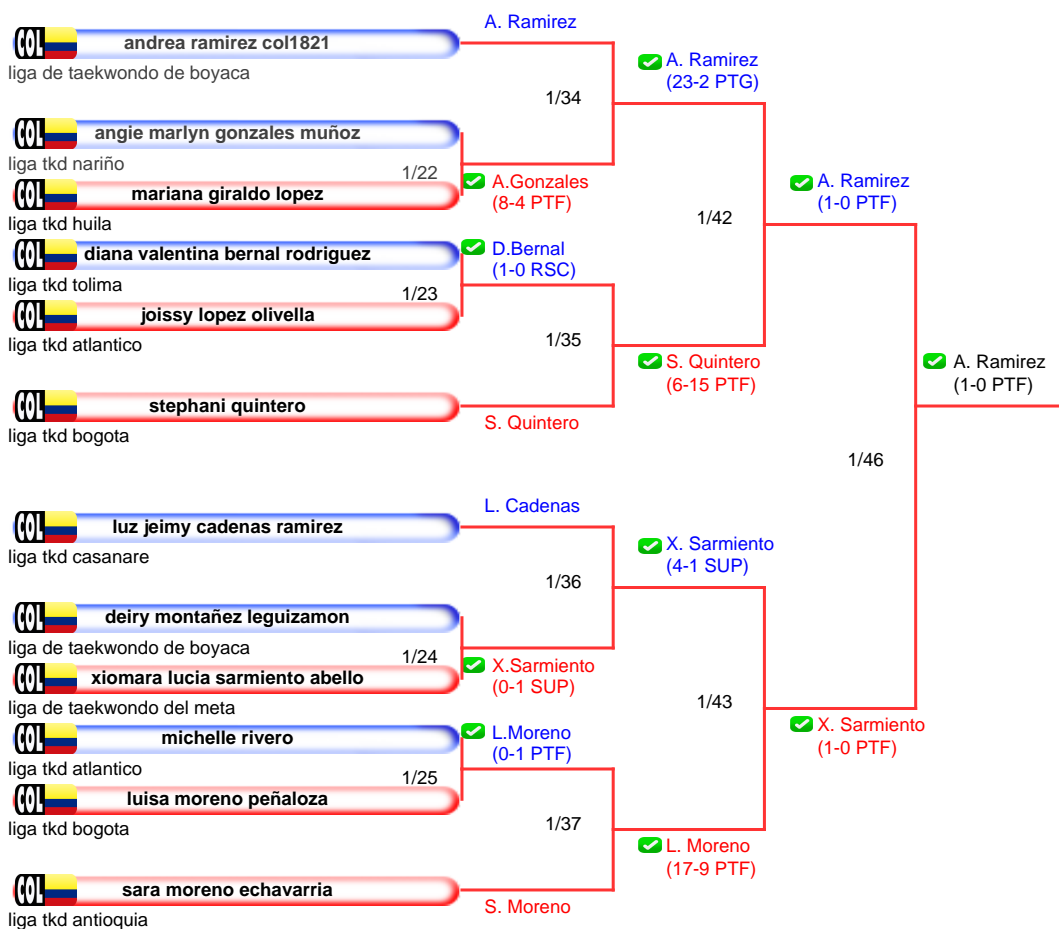 A. Ramirez
COL andrea ramirez col1821
liga de taekwondo de boyaca
A. Ramirez
(23-2 PTG)
1/34
COL angie marlyn gonzales muñoz
liga tkd nariño
1/22
A.Gonzales
(8-4 PTF)
COL mariana giraldo lopez
liga tkd huila
A. Ramirez
(1-0 PTF)
1/42
COL diana valentina bernal rodriguez
liga tkd tolima
D.Bernal
(1-0 RSC)
1/23
COL joissy lopez olivella
liga tkd atlantico
1/35
S. Quintero
(6-15 PTF)
A. Ramirez
(1-0 PTF)
COL stephani quintero
liga tkd bogota
S. Quintero
1/46
L. Cadenas
COL luz jeimy cadenas ramirez
liga tkd casanare
X. Sarmiento
(4-1 SUP)
1/36
COL deiry montañez leguizamon
liga de taekwondo de boyaca
1/24
X.Sarmiento
(0-1 SUP)
COL xiomara lucia sarmiento abello
liga de taekwondo del meta
1/43
X. Sarmiento
(1-0 PTF)
COL michelle rivero
liga tkd atlantico
L.Moreno
(0-1 PTF)
1/25
COL luisa moreno peñaloza
liga tkd bogota
1/37
L. Moreno
(17-9 PTF)
COL sara moreno echavarria
liga tkd antioquia
S. Moreno